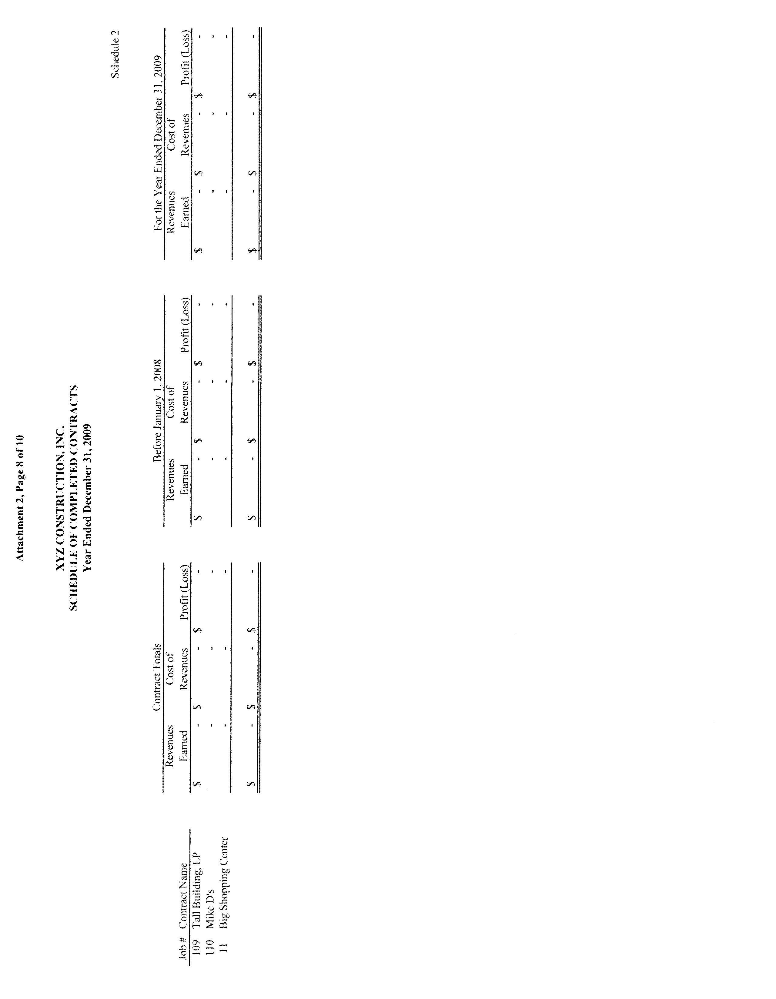 Attachment 2, Page 8 of 10
XYZ CONSTRUCTION, INC.
SCHEDULE OF COMPLETED CONTRACTS
Year Ended December 31, 2009
Schedule 2
Contract Totals Before January 1, 2008 For the Year Ended December 31, 2009
Revenues Cost of Revenues Cost of Revenues Cost of
Job # Contract Name Earned Revenues Profit (Loss) Earned Revenues Profit (Loss) Earned Revenues Profit (Loss)
109 Tall Building, LP $ - $ - $ - $ - $ - $ - $ - $ - $ -
110 Mike D's - - - - - - - - -
11 Big Shopping Center - - - - - - - - -
$ - $ - $ - $ - $ - $ - $ - $ - $ -